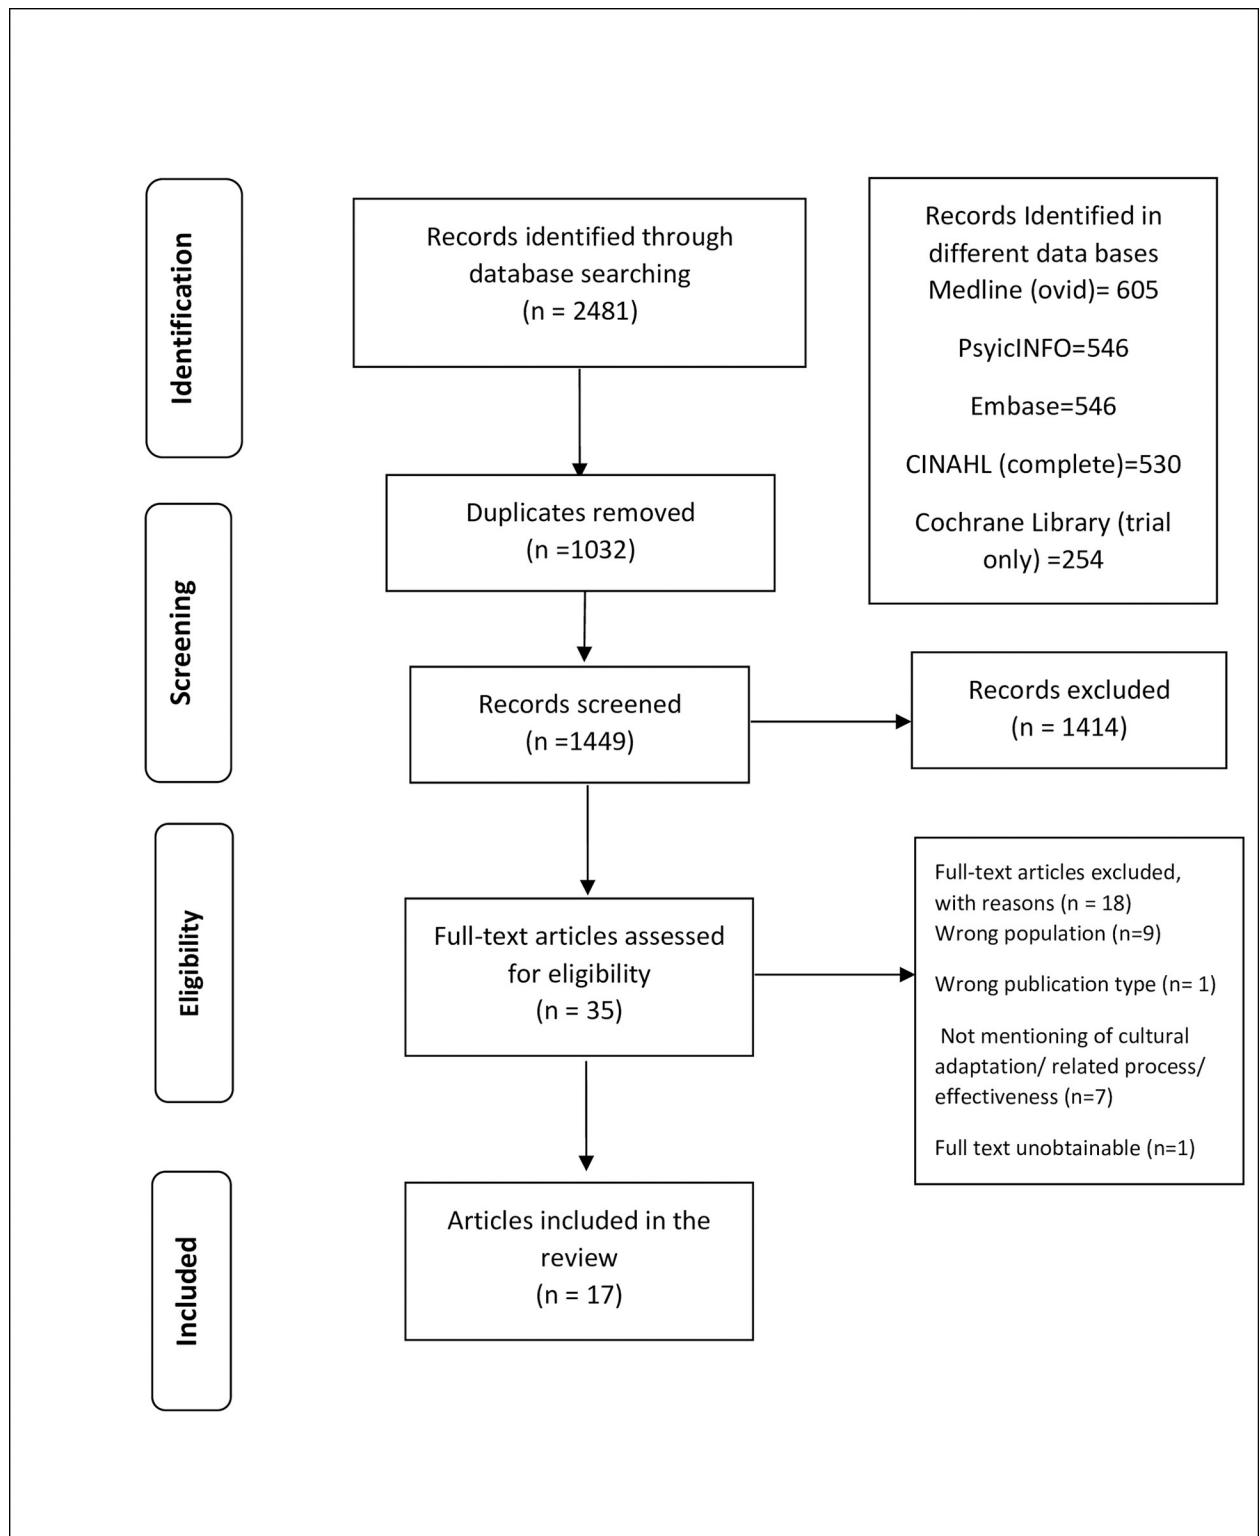 Identification
Records identified through
database searching
(n = 2481)
Records Identified in
different data bases
Medline (ovid)= 605
PsyicINFO=546
Embase=546
CINAHL (complete)=530
Cochrane Library (trial
only) =254
Duplicates removed
(n =1032)
Screening
Records screened
(n =1449)
Records excluded
(n = 1414)
Eligibility
Full-text articles assessed
for eligibility
(n = 35)
Full-text articles excluded,
with reasons (n = 18)
Wrong population (n=9)
Wrong publication type (n= 1)
Not mentioning of cultural
adaptation/ related process/
effectiveness (n=7)
Full text unobtainable (n=1)
Included
Articles included in the
review
(n = 17)